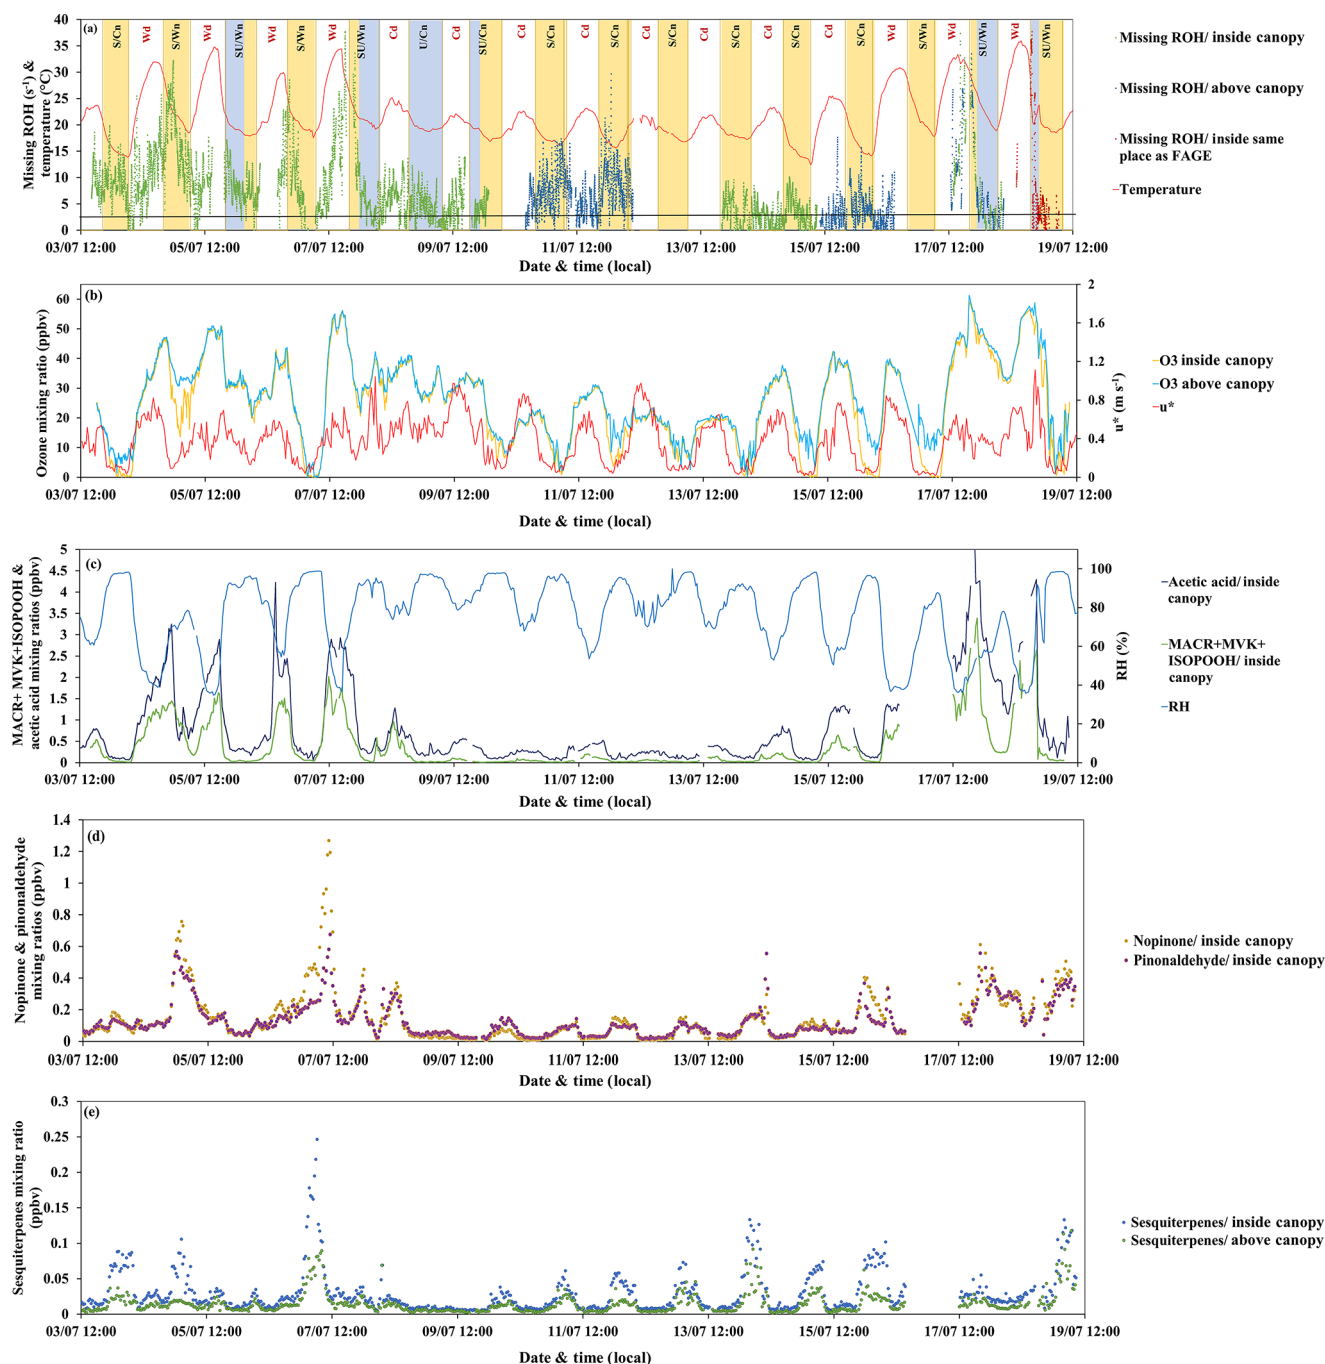 (a)
S/Cn Wd S/Wn Wd SU/Wn Wd S/Wn Wd SU/Wn Cd U/Cn Cd SU/Cn Cd S/Cn Cd S/Cn Cd S/Cn Cd S/Cn Cd S/Cn Cd S/Cn Wd S/Wn Wd SU/Wn Wd SU/Wn
Missing ROH (s⁻¹) &
temperature (°C)
40
35
30
25
20
15
10
5
0
03/07 12:00 05/07 12:00 07/07 12:00 09/07 12:00 11/07 12:00 13/07 12:00 15/07 12:00 17/07 12:00 19/07 12:00
Date & time (local)
Missing ROH/ inside canopy
Missing ROH/ above canopy
Missing ROH/ inside same
place as FAGE
Temperature
(b)
Ozone mixing ratio (ppbv)
60
50
40
30
20
10
0
2
1.6
1.2
0.8
0.4
0
u* (m s⁻¹)
03/07 12:00 05/07 12:00 07/07 12:00 09/07 12:00 11/07 12:00 13/07 12:00 15/07 12:00 17/07 12:00 19/07 12:00
Date & time (local)
O3 inside canopy
O3 above canopy
u*
(c)
MACR+ MVK+ISOPOOH &
acetic acid mixing ratios (ppbv)
5
4.5
4
3.5
3
2.5
2
1.5
1
0.5
0
100
80
60
40
20
0
RH (%)
03/07 12:00 05/07 12:00 07/07 12:00 09/07 12:00 11/07 12:00 13/07 12:00 15/07 12:00 17/07 12:00 19/07 12:00
Date & time (local)
Acetic acid/ inside
canopy
MACR+MVK+
ISOPOOH/ inside
canopy
RH
(d)
Nopinone & pinonaldehyde
mixing ratios (ppbv)
1.4
1.2
1
0.8
0.6
0.4
0.2
0
03/07 12:00 05/07 12:00 07/07 12:00 09/07 12:00 11/07 12:00 13/07 12:00 15/07 12:00 17/07 12:00 19/07 12:00
Date & time (local)
Nopinone/ inside canopy
Pinonaldehyde/ inside canopy
(e)
Sesquiterpenes mixing ratio
(ppbv)
0.3
0.25
0.2
0.15
0.1
0.05
0
03/07 12:00 05/07 12:00 07/07 12:00 09/07 12:00 11/07 12:00 13/07 12:00 15/07 12:00 17/07 12:00 19/07 12:00
Date & time (local)
Sesquiterpenes/ inside canopy
Sesquiterpenes/ above canopy